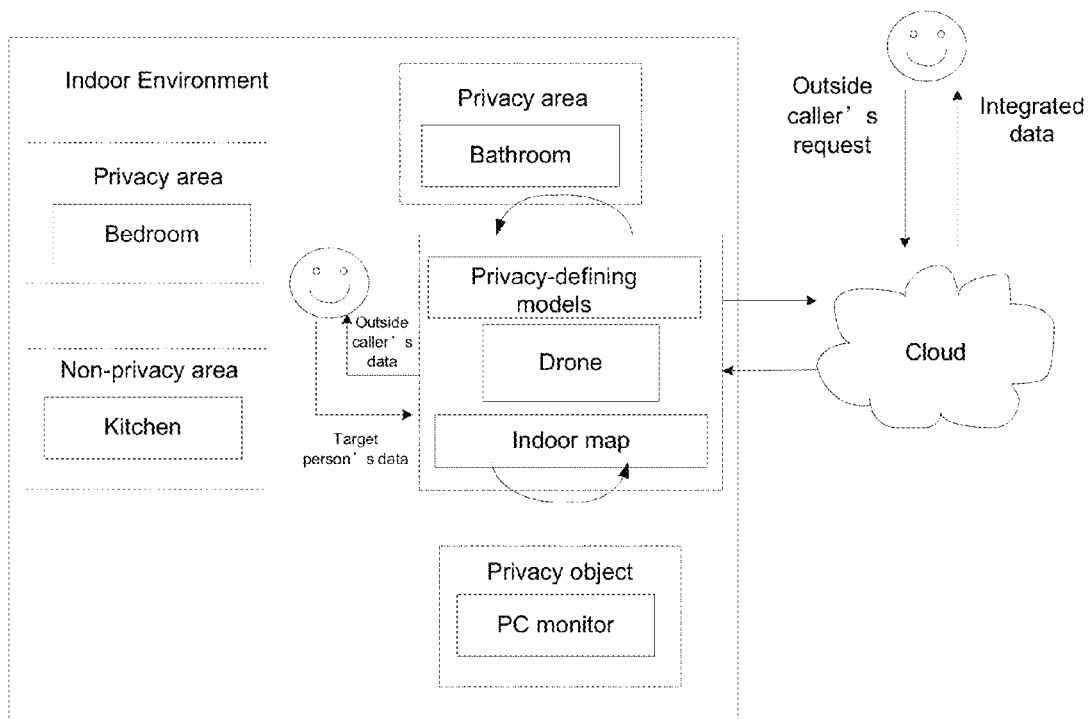 Indoor Environment
Privacy area
Bathroom
Privacy area
Bedroom
Non-privacy area
Kitchen
Outside
caller’ s
data
Target
person’ s data
Privacy-defining
models
Drone
Indoor map
Privacy object
PC monitor
Outside
caller’ s
request
Integrated
data
Cloud